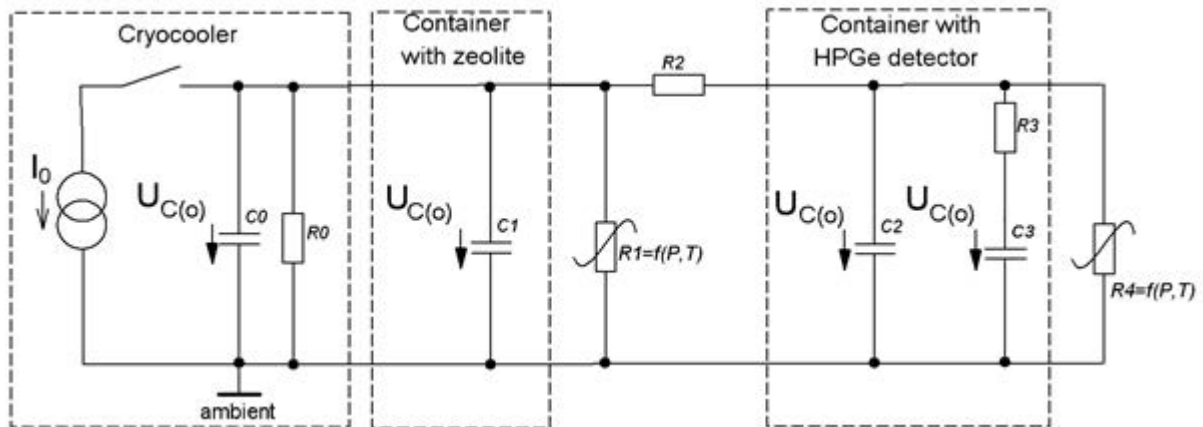 Cryocooler
Container
with zeolite
Container with
HPGe detector
R2
I0
UC(o)
C0
R0
UC(o)
C1
R1=f(P,T)
UC(o)
C2
UC(o)
R3
C3
R4=f(P,T)
ambient